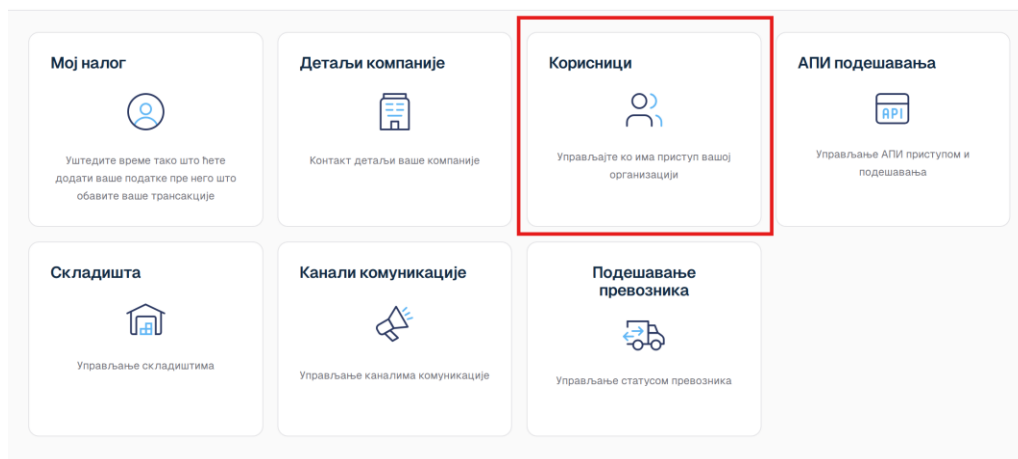 Мој налог
Уштедите време тако што ћете
додати ваше податке пре него што
обавите ваше трансакције
Детаљи компаније
Контакт детаљи ваше компаније
Корисници
Управљајте ко има приступ вашој
организацији
АПИ подешавања
API
Управљање АПИ приступом и
подешавања
Складишта
Управљање складиштима
Канали комуникације
Управљање каналима комуникације
Подешавање
превозника
Управљање статусом превозника